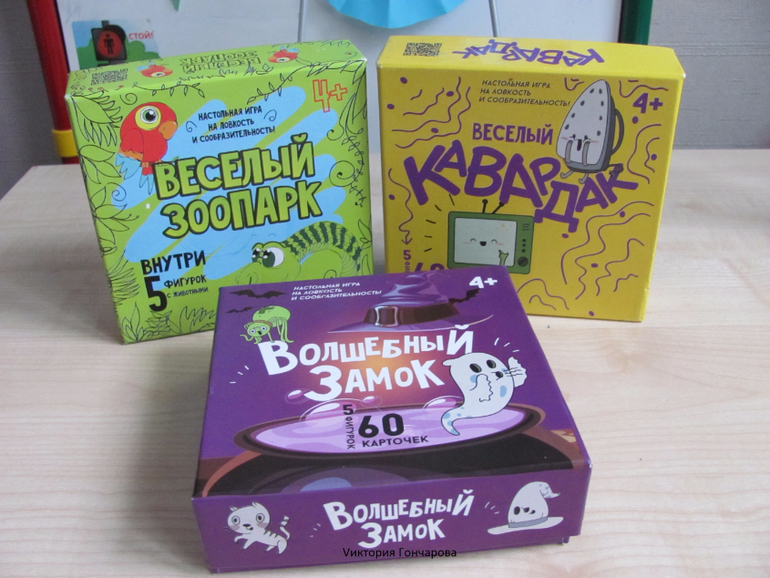 СТОЙ!
ВЕСЕЛЫЙ
ЗООПАРК
НАСТОЛЬНАЯ ИГРА
НА ЛОВКОСТЬ
И СООБРАЗИТЕЛЬНОСТЬ!
4+
ВЕСЕЛЫЙ
ЗООПАРК
ВНУТРИ
5 ФИГУРОК
С ЖИВОТНЫМИ
КАВАРДАК
НАСТОЛЬНАЯ ИГРА
НА ЛОВКОСТЬ
И СООБРАЗИТЕЛЬНОСТЬ!
4+
ВЕСЕЛЫЙ
КАВАРДАК
5
НАСТОЛЬНАЯ ИГРА
НА ЛОВКОСТЬ
И СООБРАЗИТЕЛЬНОСТЬ!
4+
ВОЛШЕБНЫЙ
ЗАМОК
5 ФИГУРОК
60
КАРТОЧЕК
ВОЛШЕБНЫЙ
ЗАМОК
Виктория Гончарова